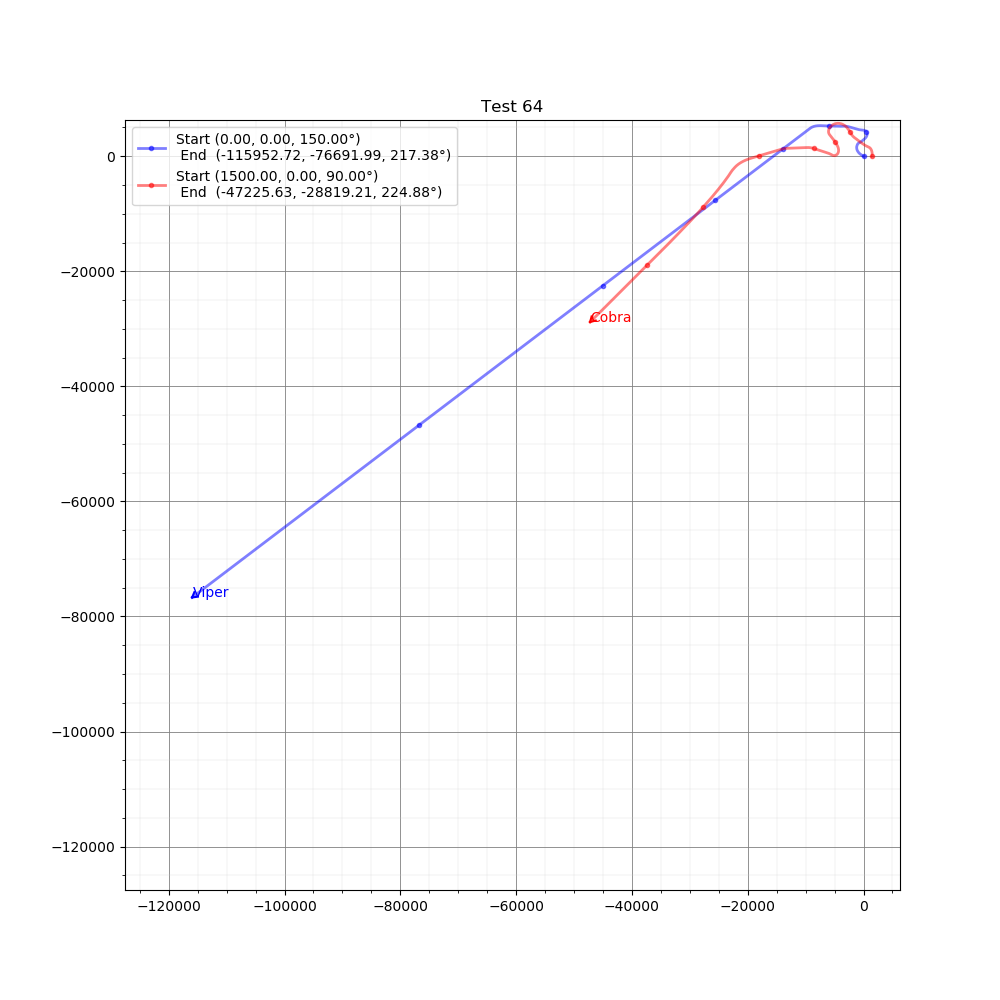 Test 64
Start (0.00, 0.00, 150.00°)
End (-115952.72, -76691.99, 217.38°)
Start (1500.00, 0.00, 90.00°)
End (-47225.63, -28819.21, 224.88°)
0
−20000
−40000
−60000
−80000
−100000
−120000
Cobra
Viper
−120000 −100000 −80000 −60000 −40000 −20000 0